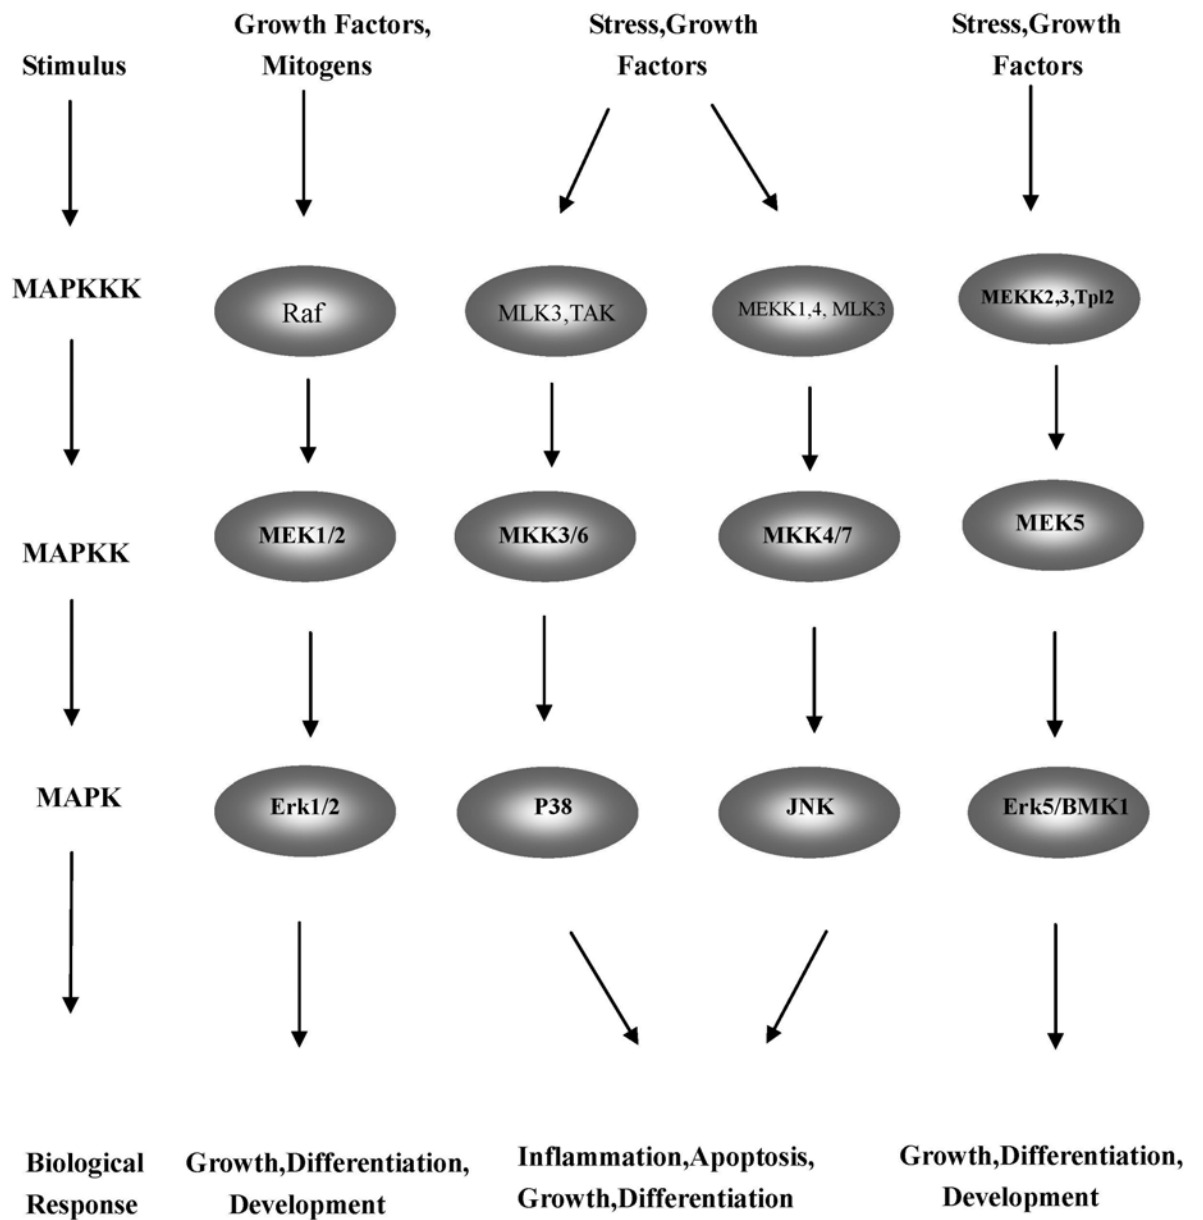 Growth Factors,
Mitogens
Stress,Growth
Factors
Stress,Growth
Factors
Stimulus
MAPKKK
Raf
MLK3,TAK
MEKK1,4, MLK3
MEKK2,3,Tpl2
MAPKK
MEK1/2
MKK3/6
MKK4/7
MEK5
MAPK
Erk1/2
P38
JNK
Erk5/BMK1
Biological
Response
Growth,Differentiation,
Development
Inflammation,Apoptosis,
Growth,Differentiation
Growth,Differentiation,
Development